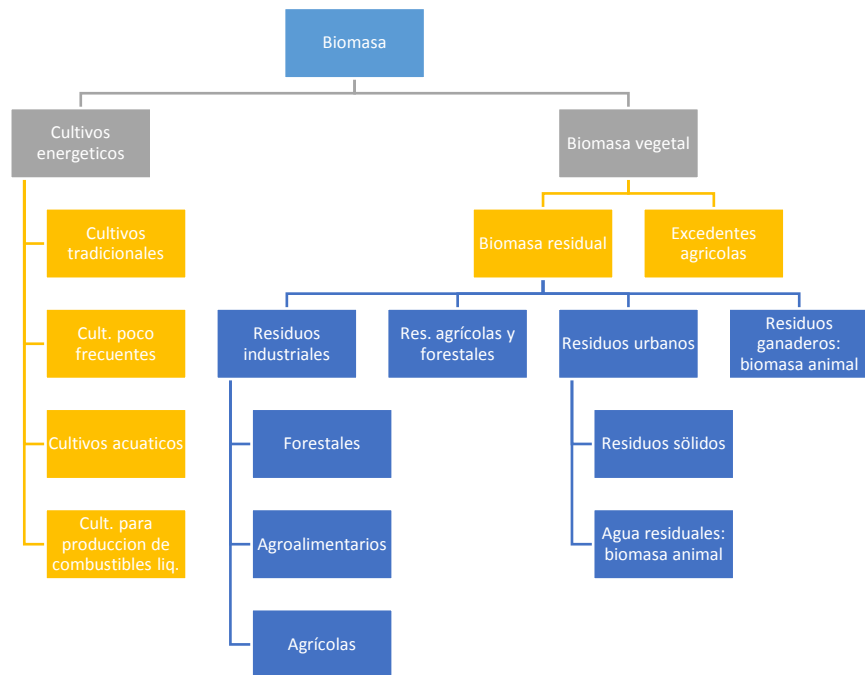 Biomasa
Cultivos
energeticos
Biomasa vegetal
Cultivos
tradicionales
Biomasa residual
Excedentes
agricolas
Cult. poco
frecuentes
Residuos
industriales
Res. agrícolas y
forestales
Residuos urbanos
Residuos
ganaderos:
biomasa animal
Cultivos acuaticos
Forestales
Residuos sölidos
Cult. para
produccion de
combustibles liq.
Agroalimentarios
Agua residuales:
biomasa animal
Agrícolas